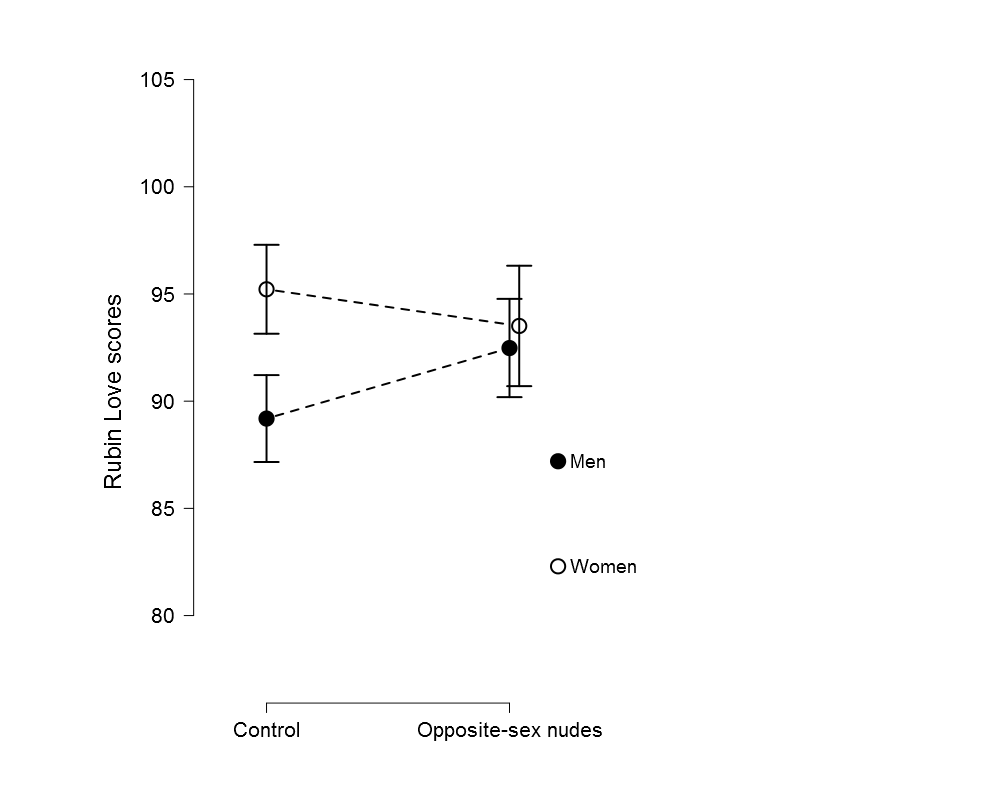 105
100
95
90
85
80
Rubin Love scores
Men
Women
Control
Opposite-sex nudes